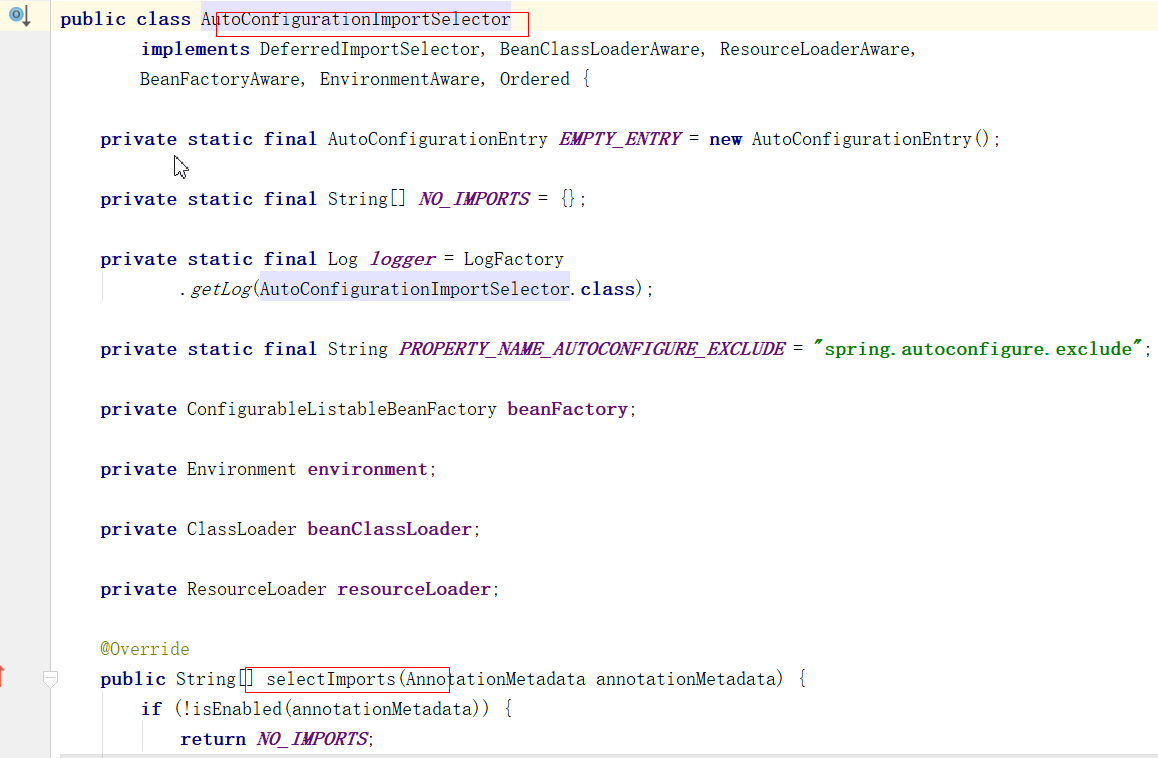 public class AutoConfigurationImportSelector
implements DeferredImportSelector, BeanClassLoaderAware, ResourceLoaderAware,
BeanFactoryAware, EnvironmentAware, Ordered {
private static final AutoConfigurationEntry EMPTY_ENTRY = new AutoConfigurationEntry();
private static final String[] NO_IMPORTS = {};
private static final Log logger = LogFactory
.getLog(AutoConfigurationImportSelector.class);
private static final String PROPERTY_NAME_AUTOCONFIGURE_EXCLUDE = "spring.autoconfigure.exclude";
private ConfigurableListableBeanFactory beanFactory;
private Environment environment;
private ClassLoader beanClassLoader;
private ResourceLoader resourceLoader;
@Override
public String[] selectImports(AnnotationMetadata annotationMetadata) {
if (!isEnabled(annotationMetadata)) {
return NO_IMPORTS;